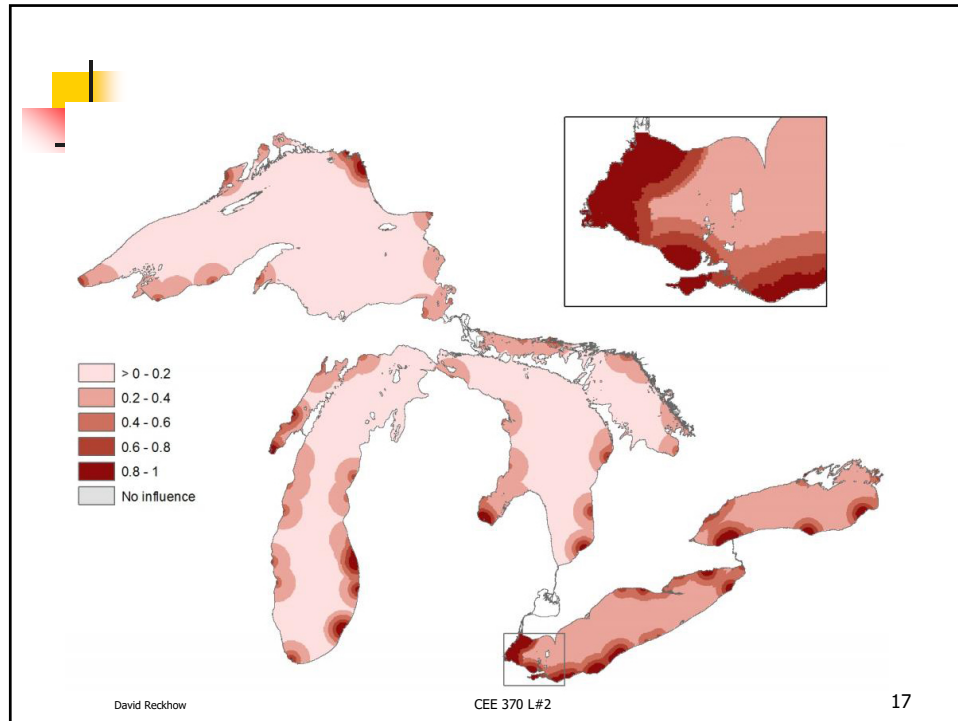 > 0 - 0.2
0.2 - 0.4
0.4 - 0.6
0.6 - 0.8
0.8 - 1
No influence
David Reckhow
CEE 370 L#2
17